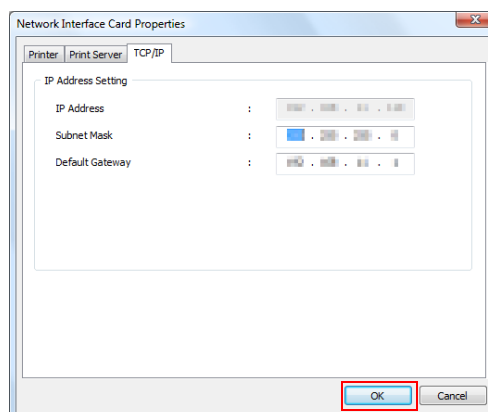 Network Interface Card Properties
Printer Print Server TCP/IP
IP Address Setting
IP Address :
Subnet Mask :
Default Gateway :
OK Cancel